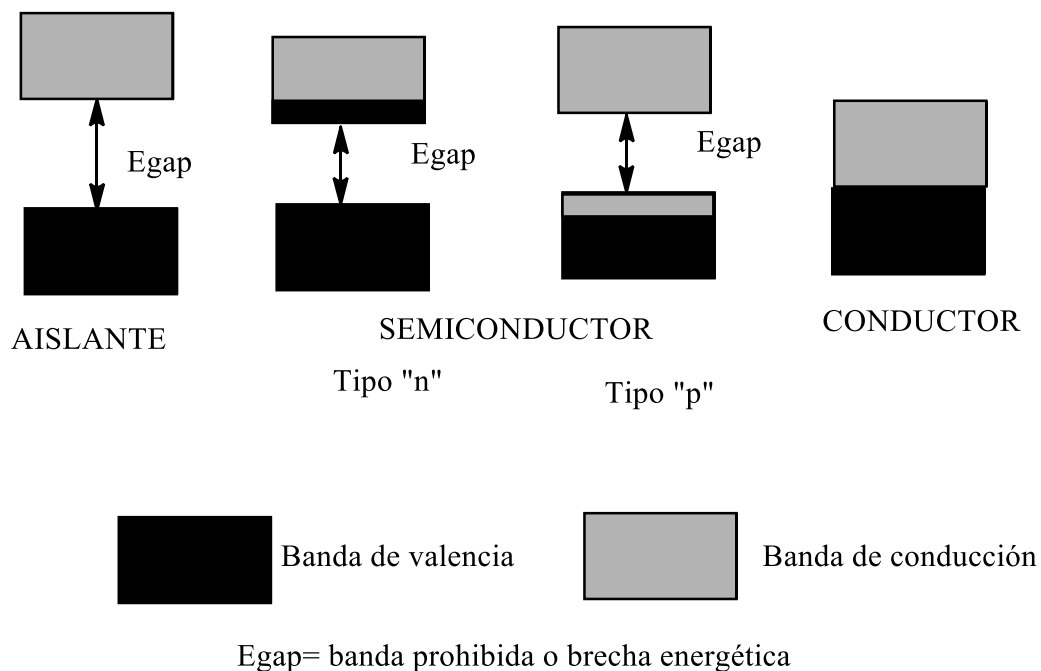 Egap
Egap
Egap
AISLANTE
SEMICONDUCTOR
CONDUCTOR
Tipo "n"
Tipo "p"
Banda de valencia
Banda de conducción
Egap= banda prohibida o brecha energética